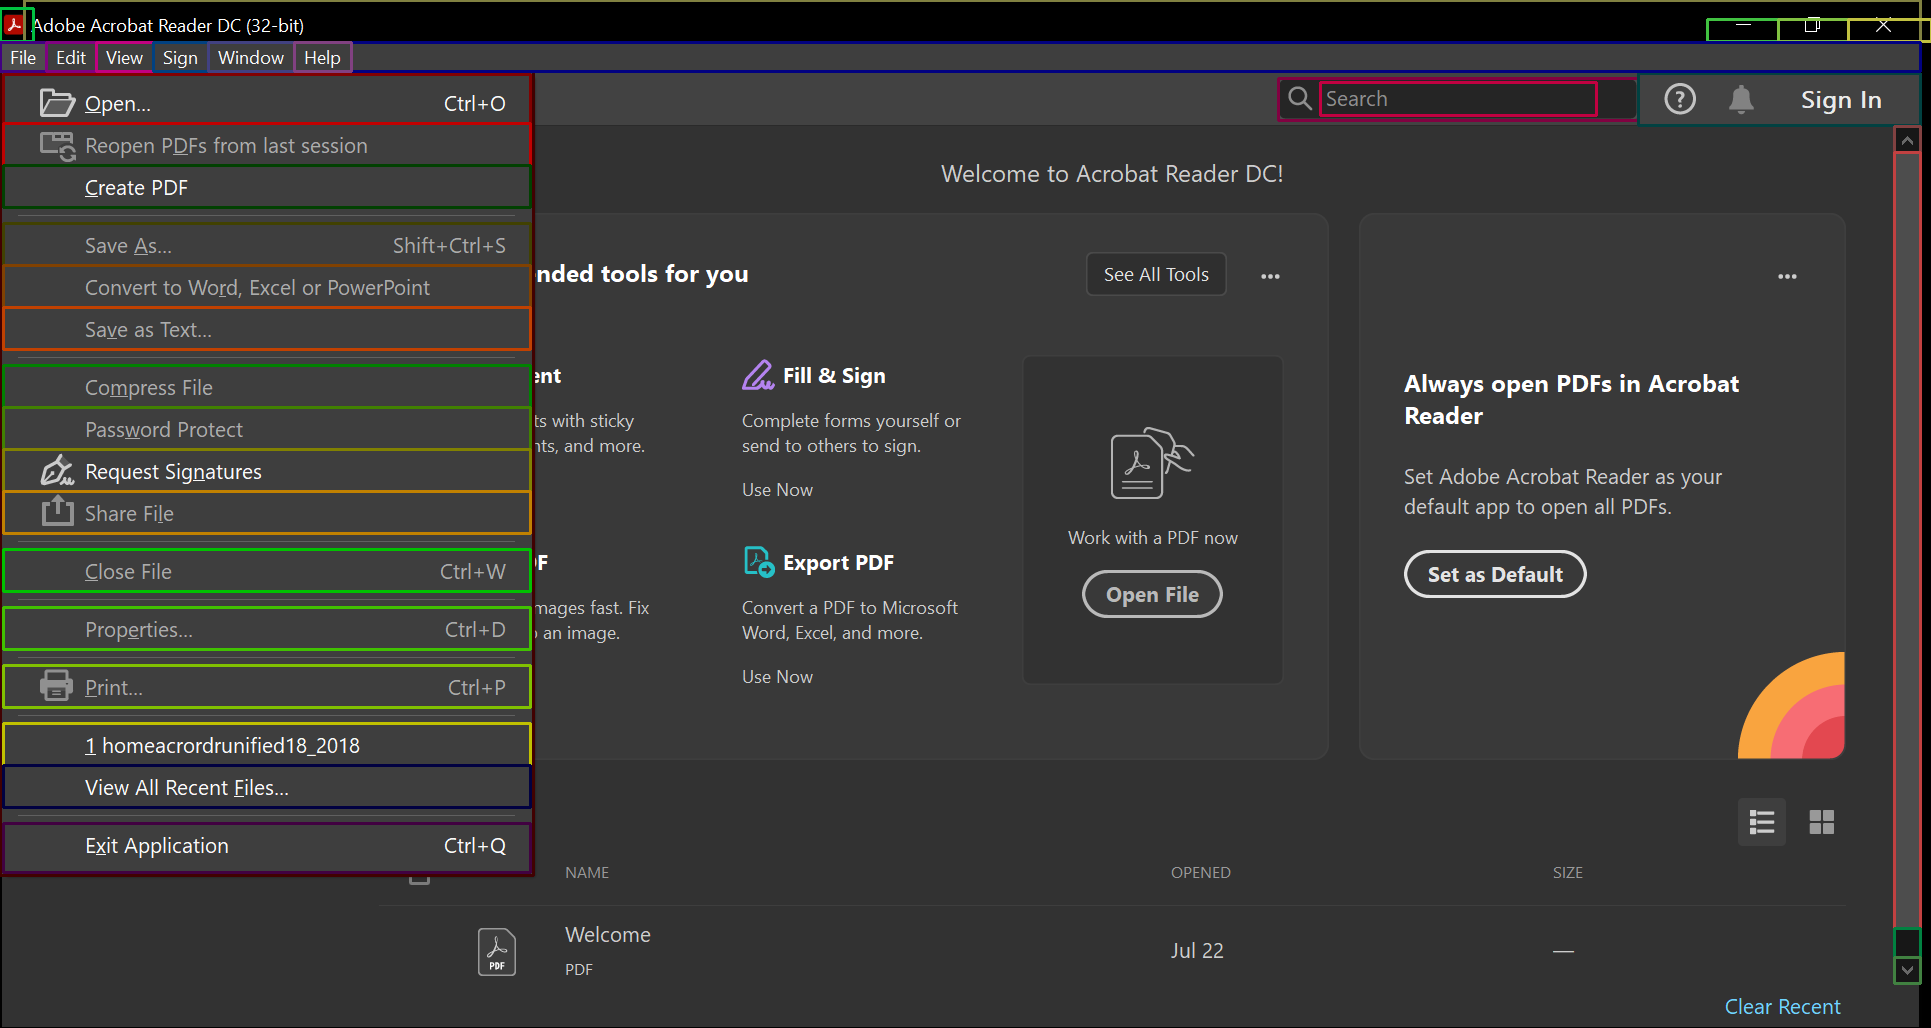 Adobe Acrobat Reader DC (32-bit)
File Edit View Sign Window Help
Open... Ctrl+O
Reopen PDFs from last session
Create PDF
Save As... Shift+Ctrl+S
Convert to Word, Excel or PowerPoint
Save as Text...
Compress File
Password Protect
Request Signatures
Share File
Close File Ctrl+W
Properties... Ctrl+D
Print... Ctrl+P
1 homeacrordrunified18_2018
View All Recent Files...
Exit Application Ctrl+Q
Search
Sign In
Welcome to Acrobat Reader DC!
nded tools for you
See All Tools
ent
ts with sticky
nts, and more.
Fill & Sign
Complete forms yourself or
send to others to sign.
Use Now
DF
mages fast. Fix
o an image.
Export PDF
Convert a PDF to Microsoft
Word, Excel, and more.
Use Now
Work with a PDF now
Open File
Always open PDFs in Acrobat
Reader
Set Adobe Acrobat Reader as your
default app to open all PDFs.
Set as Default
NAME OPENED SIZE
PDF
Welcome
PDF
Jul 22 —
Clear Recent